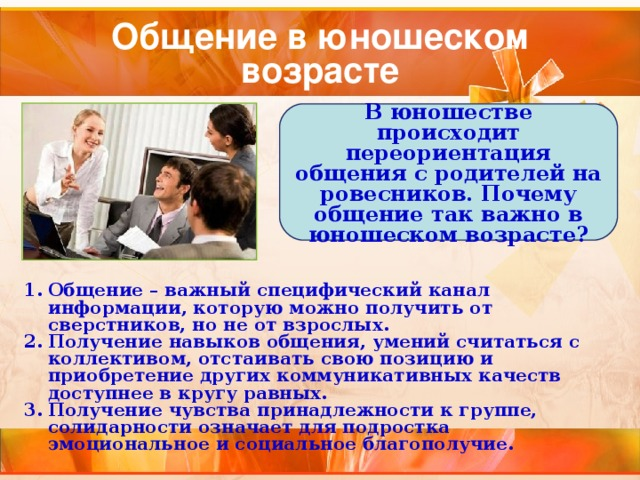 Общение в юношеском
возрасте
В юношестве
происходит
переориентация
общения с родителей на
ровесников. Почему
общение так важно в
юношеском возрасте?
1. Общение – важный специфический канал
информации, которую можно получить от
сверстников, но не от взрослых.
2. Получение навыков общения, умений считаться с
коллективом, отстаивать свою позицию и
приобретение других коммуникативных качеств
доступнее в кругу равных.
3. Получение чувства принадлежности к группе,
солидарности означает для подростка
эмоциональное и социальное благополучие.